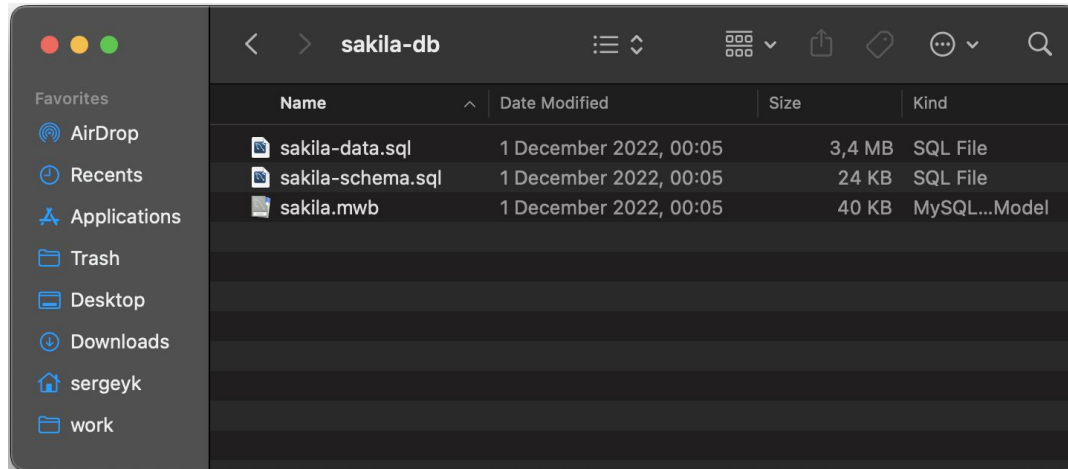 sakila-db
Favorites
AirDrop
Recents
Applications
Trash
Desktop
Downloads
sergeyk
work
Name Date Modified Size Kind
sakila-data.sql 1 December 2022, 00:05 3,4 MB SQL File
sakila-schema.sql 1 December 2022, 00:05 24 KB SQL File
sakila.mwb 1 December 2022, 00:05 40 KB MySQL...Model